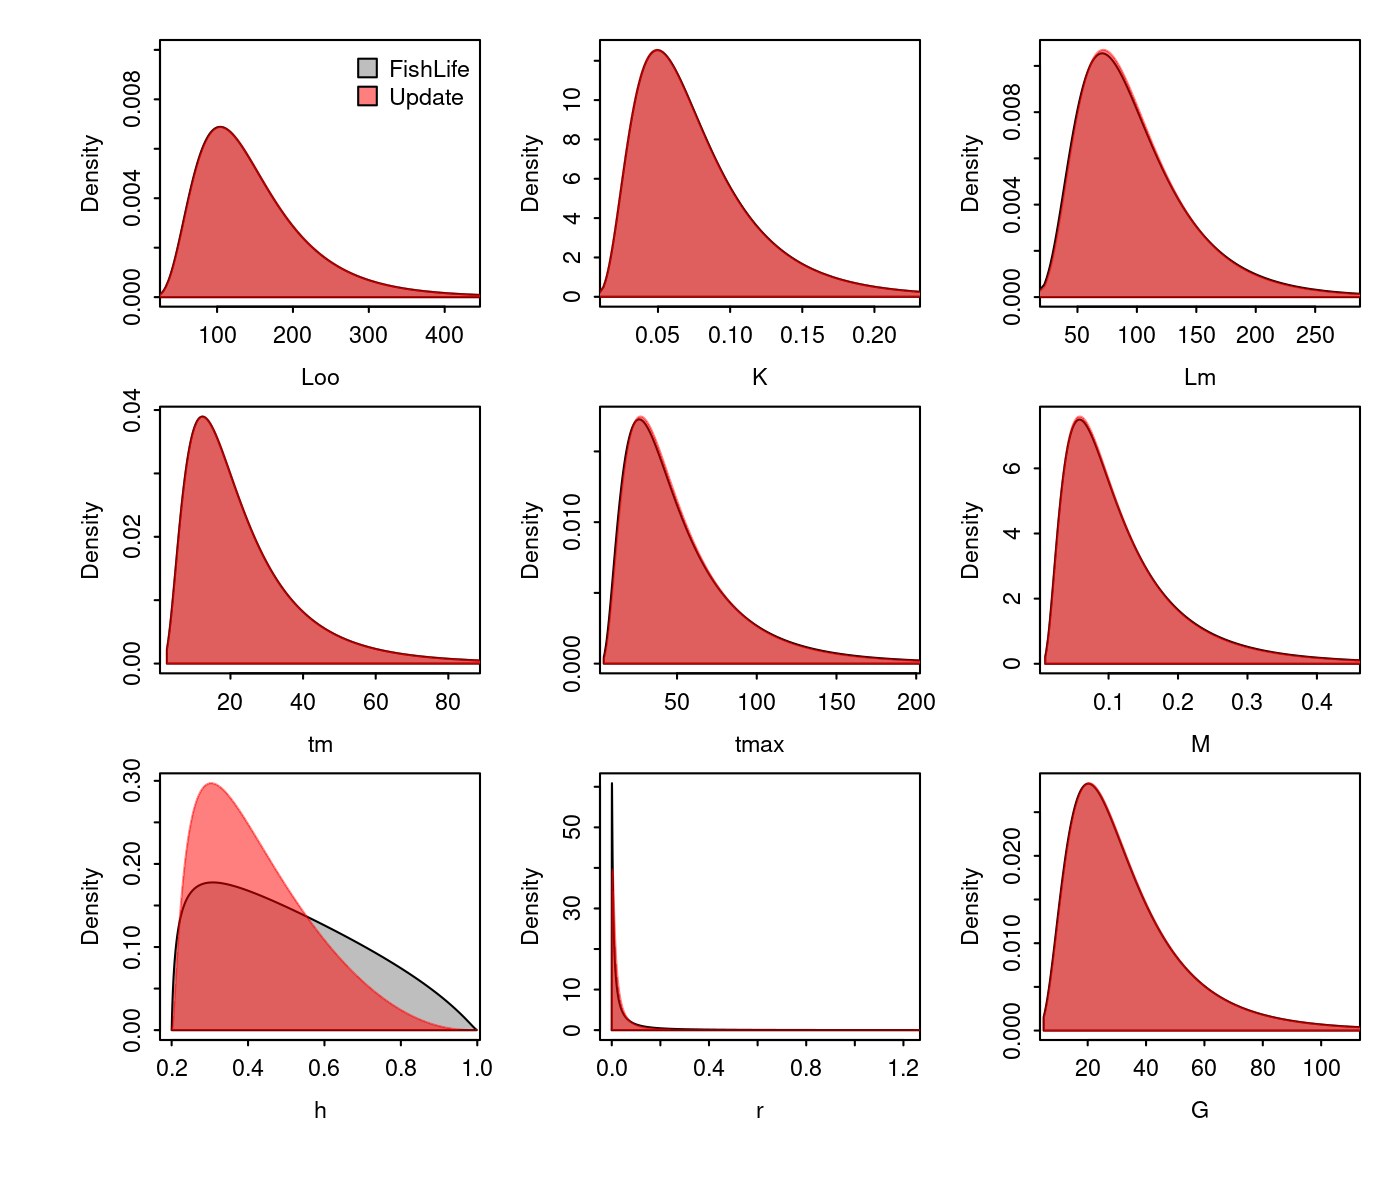 FishLife
Update
Density
0.000 0.004 0.008
100 200 300 400
Loo
Density
0 2 4 6 8 10
0.05 0.10 0.15 0.20
K
Density
0.000 0.004 0.008
50 100 150 200 250
Lm
Density
0.00 0.02 0.04
20 40 60 80
tm
Density
0.000 0.010
50 100 150 200
tmax
Density
0 2 4 6
0.1 0.2 0.3 0.4
M
Density
0.00 0.10 0.20 0.30
0.2 0.4 0.6 0.8 1.0
h
Density
0 10 30 50
0.0 0.4 0.8 1.2
r
Density
0.000 0.010 0.020
20 40 60 80 100
G